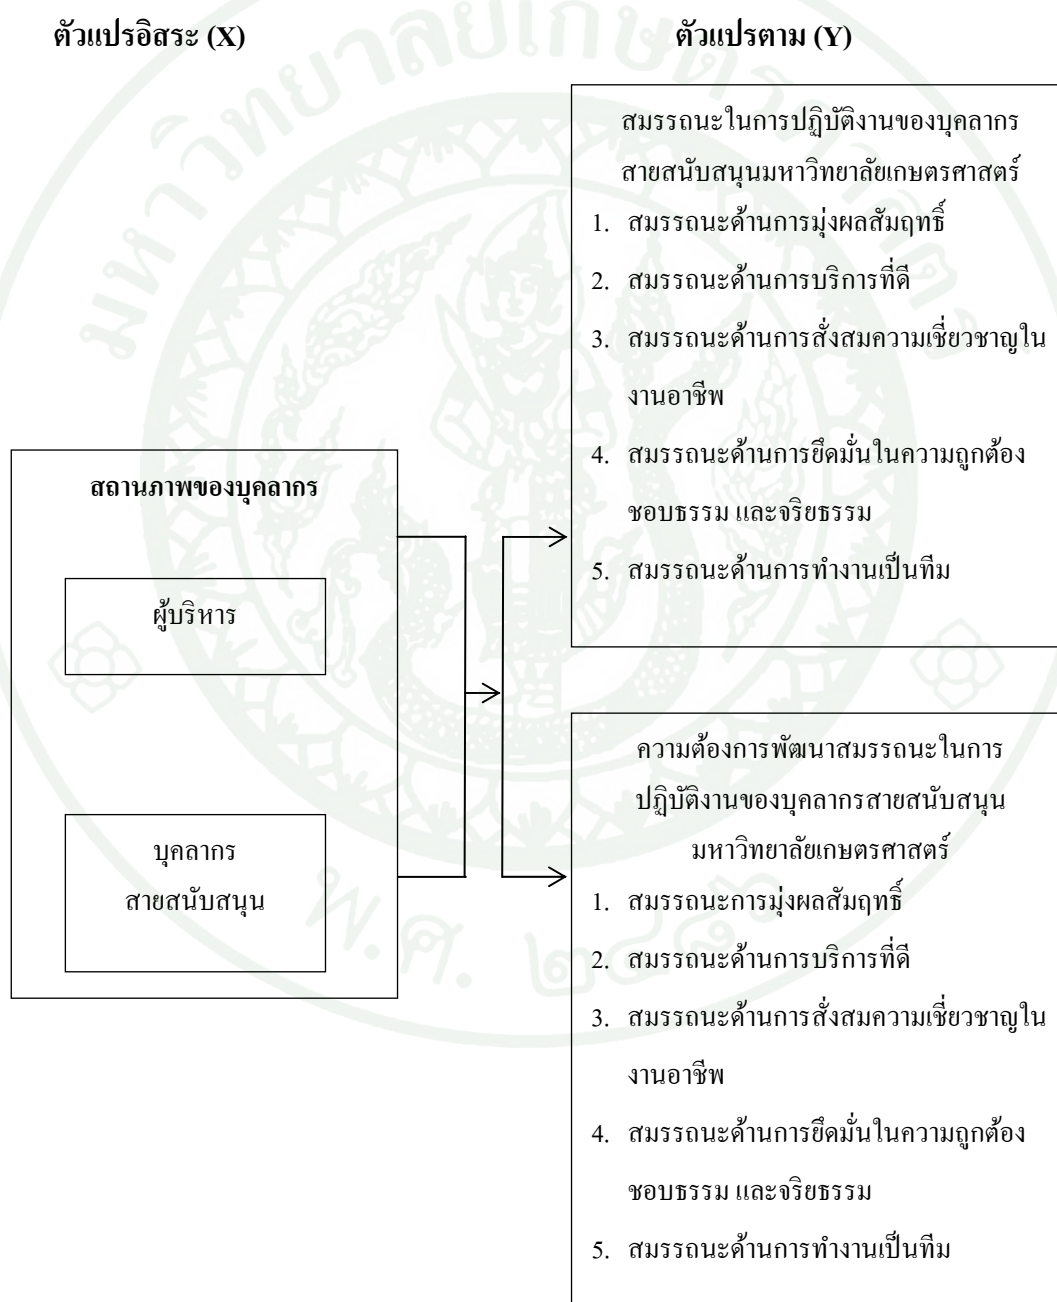 ตัวแปรอิสระ (X)
ตัวแปรตาม (Y)
สถานภาพของบุคลากร
ผู้บริหาร
บุคลากร
สายสนับสนุน
สมรรถนะในการปฏิบัติงานของบุคลากร
สายสนับสนุนมหาวิทยาลัยเกษตรศาสตร์
1. สมรรถนะด้านการมุ่งผลสัมฤทธิ์
2. สมรรถนะด้านการบริการที่ดี
3. สมรรถนะด้านการสั่งสมความเชี่ยวชาญใน
งานอาชีพ
4. สมรรถนะด้านการยึดมั่นในความถูกต้อง
ชอบธรรม และจริยธรรม
5. สมรรถนะด้านการทำงานเป็นทีม
ความต้องการพัฒนาสมรรถนะในการ
ปฏิบัติงานของบุคลากรสายสนับสนุน
มหาวิทยาลัยเกษตรศาสตร์
1. สมรรถนะการมุ่งผลสัมฤทธิ์
2. สมรรถนะด้านการบริการที่ดี
3. สมรรถนะด้านการสั่งสมความเชี่ยวชาญใน
งานอาชีพ
4. สมรรถนะด้านการยึดมั่นในความถูกต้อง
ชอบธรรม และจริยธรรม
5. สมรรถนะด้านการทำงานเป็นทีม
มหาวิทยาลัยเกษตรศาสตร์
พ.ศ. ๒๔๘๖